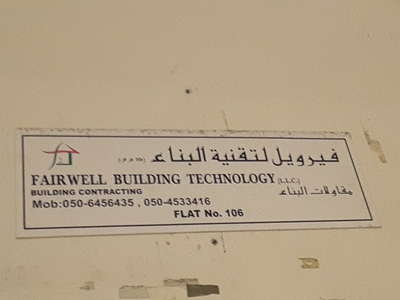 فيرويل لتقنية البناء (ذ.م.م)
FAIRWELL BUILDING TECHNOLOGY
BUILDING CONTRACTING
مقاولات البناء
Mob:050-6456435 , 050-4533416
FLAT No. 106